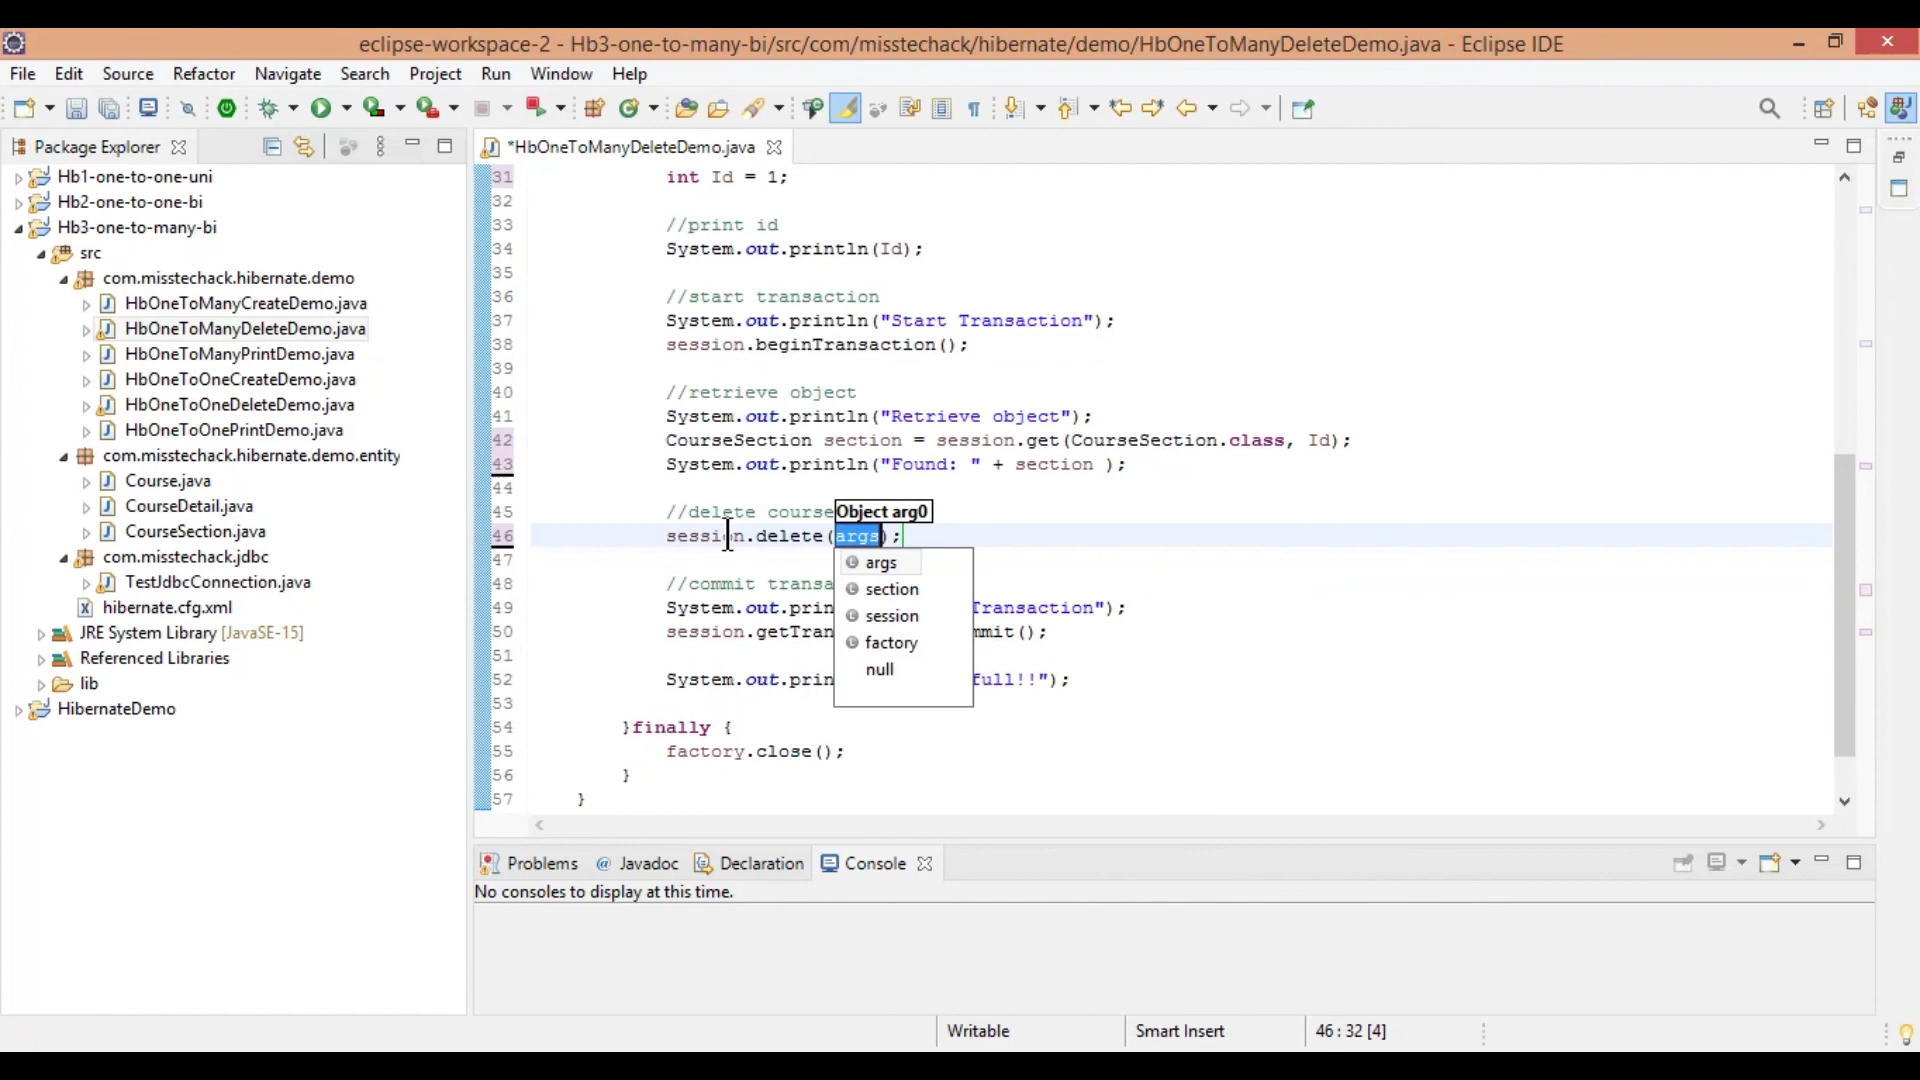 eclipse-workspace-2 - Hb3-one-to-many-bi/src/com/misstechack/hibernate/demo/HbOneToManyDeleteDemo.java - Eclipse IDE
File Edit Source Refactor Navigate Search Project Run Window Help
Package Explorer
Hb1-one-to-one-uni
Hb2-one-to-one-bi
Hb3-one-to-many-bi
src
com.misstechack.hibernate.demo
HbOneToManyCreateDemo.java
HbOneToManyDeleteDemo.java
HbOneToManyPrintDemo.java
HbOneToOneCreateDemo.java
HbOneToOneDeleteDemo.java
HbOneToOnePrintDemo.java
com.misstechack.hibernate.demo.entity
Course.java
CourseDetail.java
CourseSection.java
com.misstechack.jdbc
TestJdbcConnection.java
hibernate.cfg.xml
JRE System Library [JavaSE-15]
Referenced Libraries
lib
HibernateDemo
*HbOneToManyDeleteDemo.java
31 int Id = 1;
32
33 //print id
34 System.out.println(Id);
35
36 //start transaction
37 System.out.println("Start Transaction");
38 session.beginTransaction();
39
40 //retrieve object
41 System.out.println("Retrieve object");
42 CourseSection section = session.get(CourseSection.class, Id);
43 System.out.println("Found: " + section );
44
45 //delete course
Object arg0
46 session.delete(args);
47
48 //commit transa
49 System.out.prin Transaction");
50 session.getTran mmit();
51
52 System.out.prin full!!");
53
54 }finally {
55 factory.close();
56 }
57 }
args
section
session
factory
null
Problems @ Javadoc Declaration Console
No consoles to display at this time.
Writable Smart Insert 46 : 32 [4]